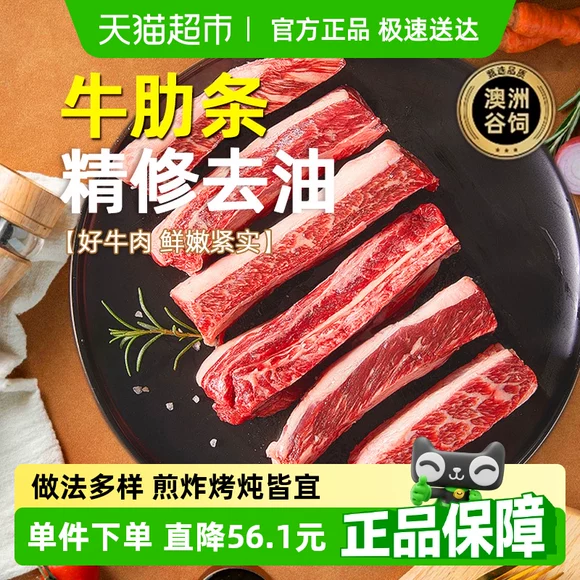 天猫超市 官方正品 极速送达
甄选品质
澳洲
谷饲
牛肋条
精修去油
【好牛肉 鲜嫩紧实】
做法多样 煎炸烤炖皆宜
单件下单 直降56.1元
正品保障